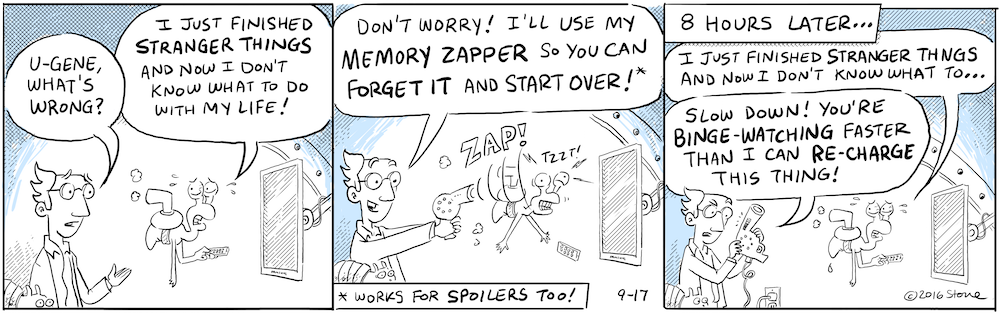 U-GENE,
WHAT'S
WRONG?
I JUST FINISHED
STRANGER THINGS
AND NOW I DON'T
KNOW WHAT TO DO
WITH MY LIFE!
DON'T WORRY! I'LL USE MY
MEMORY ZAPPER SO YOU CAN
FORGET IT AND START OVER!*
ZAP!
TZZT!
* WORKS FOR SPOILERS TOO!
9-17
8 HOURS LATER...
I JUST FINISHED STRANGER THINGS
AND NOW I DON'T KNOW WHAT TO...
SLOW DOWN! YOU'RE
BINGE-WATCHING FASTER
THAN I CAN RE-CHARGE
THIS THING!
©2016 Stone